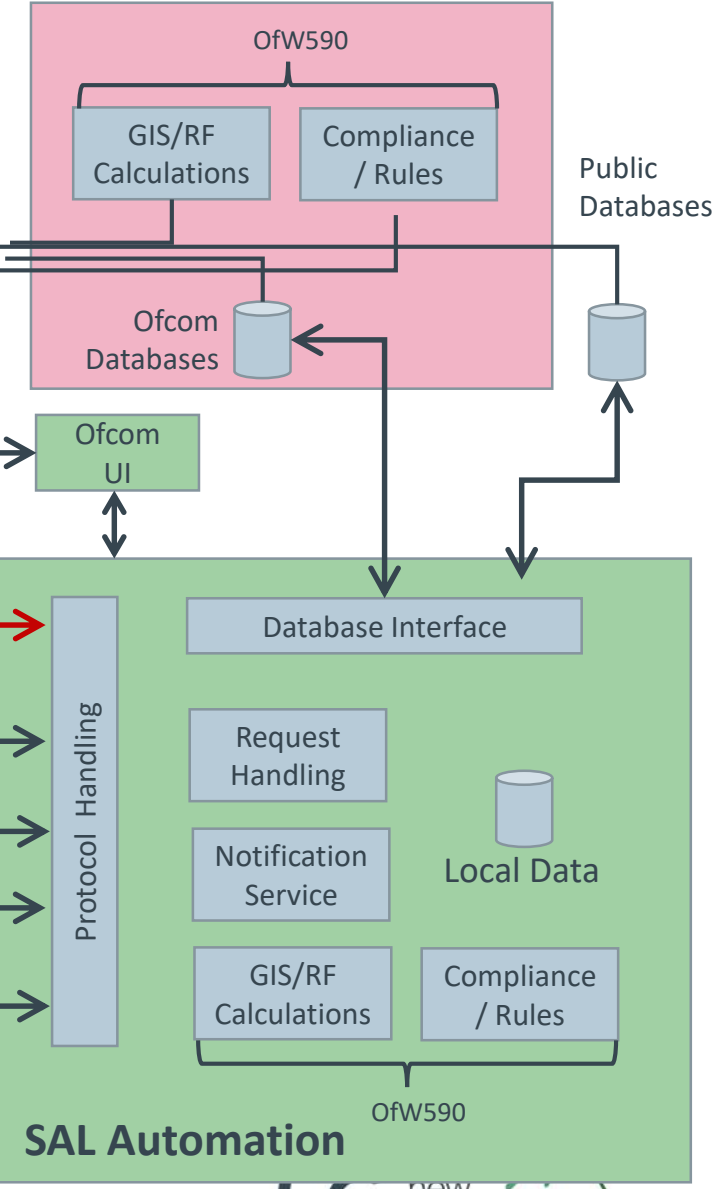 OfW590
GIS/RF
Calculations
Compliance
/ Rules
Public
Databases
Ofcom
Databases
Ofcom
UI
Database Interface
Protocol Handling
Request
Handling
Notification
Service
Local Data
GIS/RF
Calculations
Compliance
/ Rules
OfW590
SAL Automation